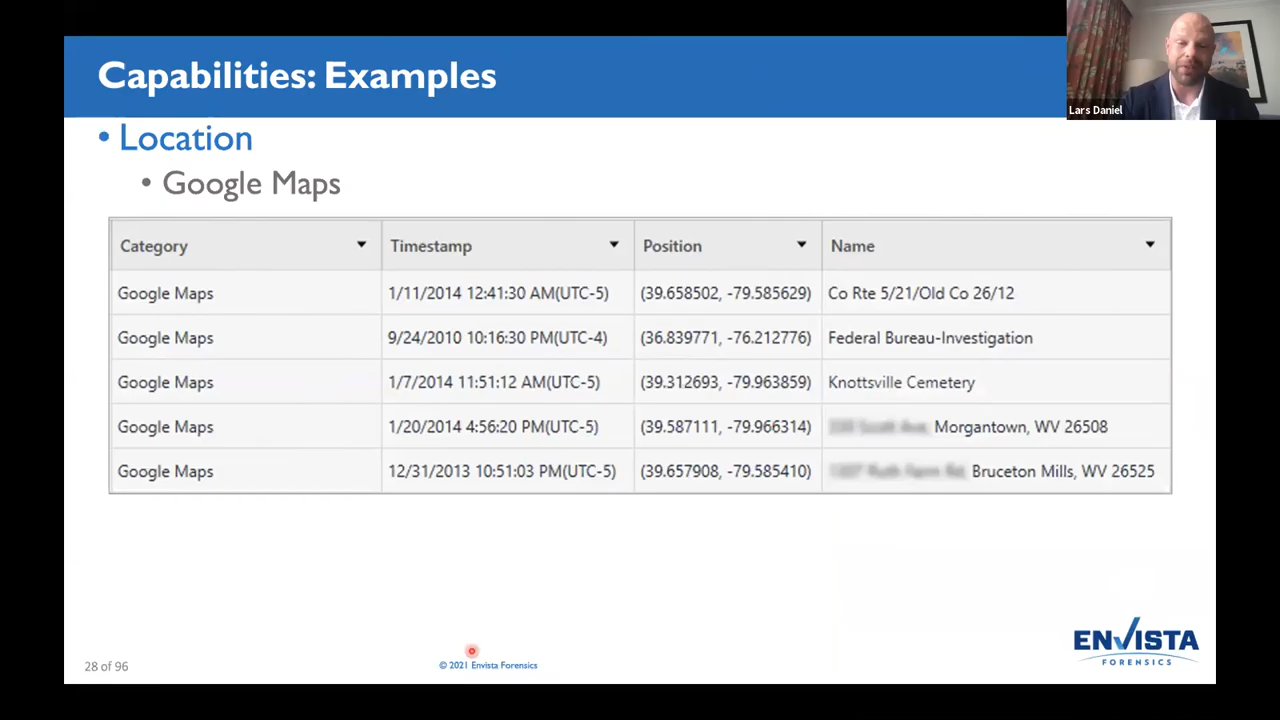 Capabilities: Examples
Lars Daniel
• Location
• Google Maps
Category Timestamp Position Name
Google Maps 1/11/2014 12:41:30 AM(UTC-5) (39.658502, -79.585629) Co Rte 5/21/Old Co 26/12
Google Maps 9/24/2010 10:16:30 PM(UTC-4) (36.839771, -76.212776) Federal Bureau-Investigation
Google Maps 1/7/2014 11:51:12 AM(UTC-5) (39.312693, -79.963859) Knottsville Cemetery
Google Maps 1/20/2014 4:56:20 PM(UTC-5) (39.587111, -79.966314) Morgantown, WV 26508
Google Maps 12/31/2013 10:51:03 PM(UTC-5) (39.657908, -79.585410) Bruceton Mills, WV 26525
28 of 96
© 2021 Envista Forensics
ENVISTA
FORENSICS